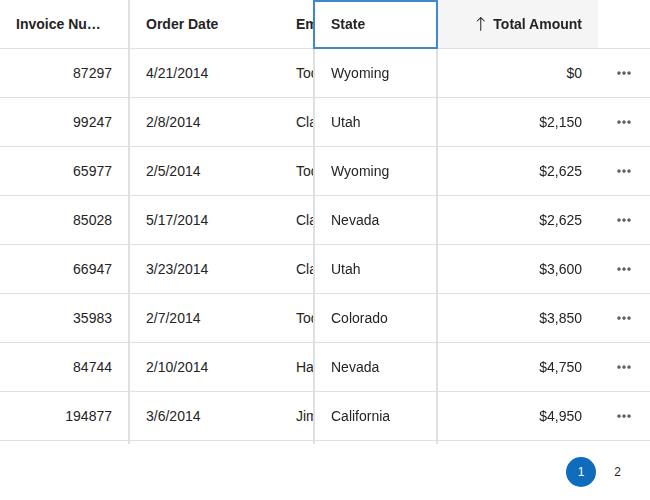 Invoice Nu… Order Date State ↑ Total Amount
87297 4/21/2014 Wyoming $0 •••
99247 2/8/2014 Utah $2,150 •••
65977 2/5/2014 Wyoming $2,625 •••
85028 5/17/2014 Nevada $2,625 •••
66947 3/23/2014 Utah $3,600 •••
35983 2/7/2014 Colorado $3,850 •••
84744 2/10/2014 Nevada $4,750 •••
194877 3/6/2014 California $4,950 •••
1 2